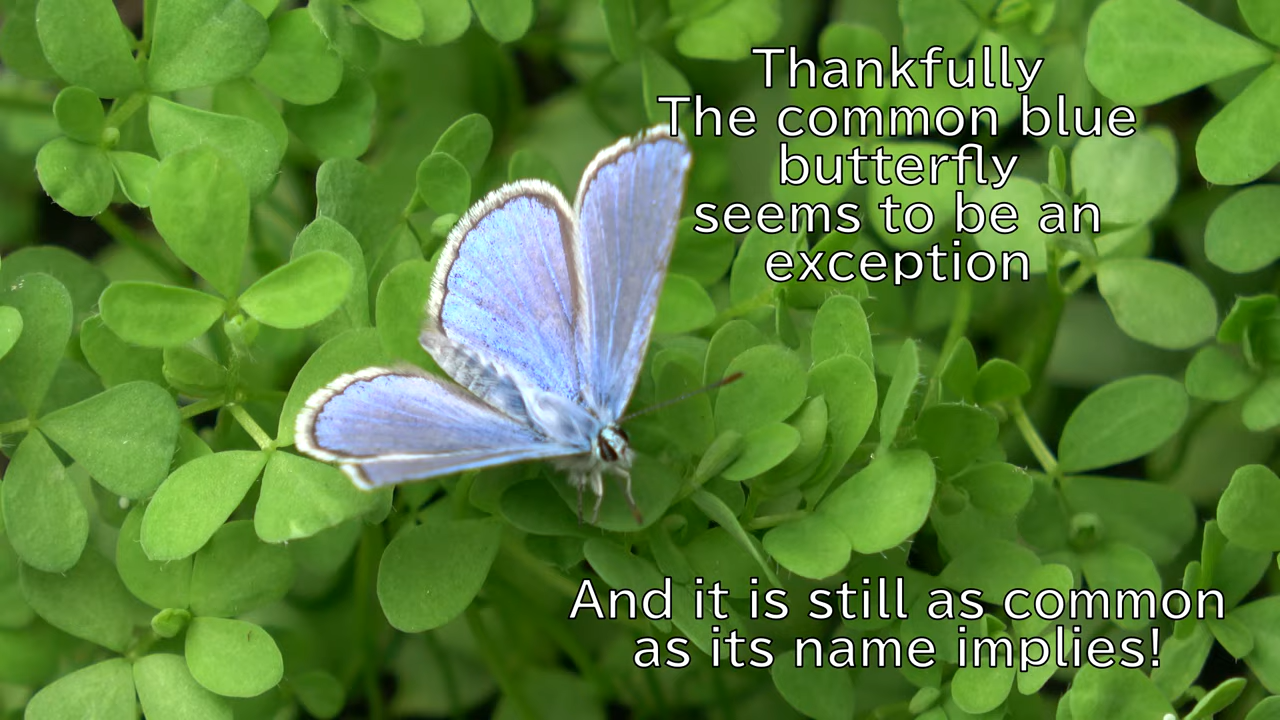 Thankfully
The common blue
butterfly
seems to be an
exception
And it is still as common
as its name implies!